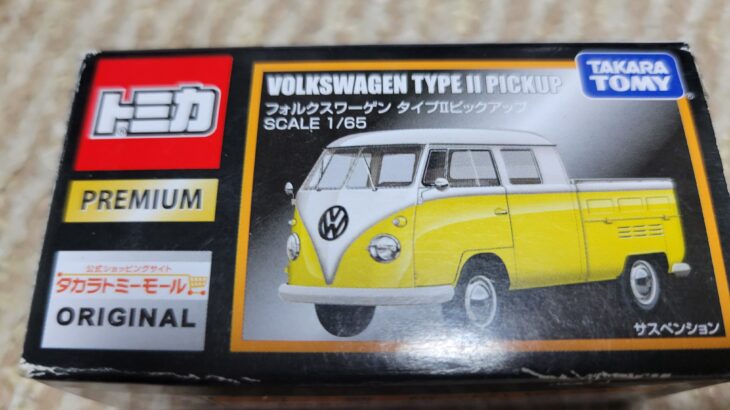 トミカ
PREMIUM
公式ショッピングサイト
タカラトミーモール
ORIGINAL
VOLKSWAGEN TYPE II PICKUP
フォルクスワーゲン タイプIIピックアップ
SCALE 1/65
TAKARA
TOMY
サスペンション